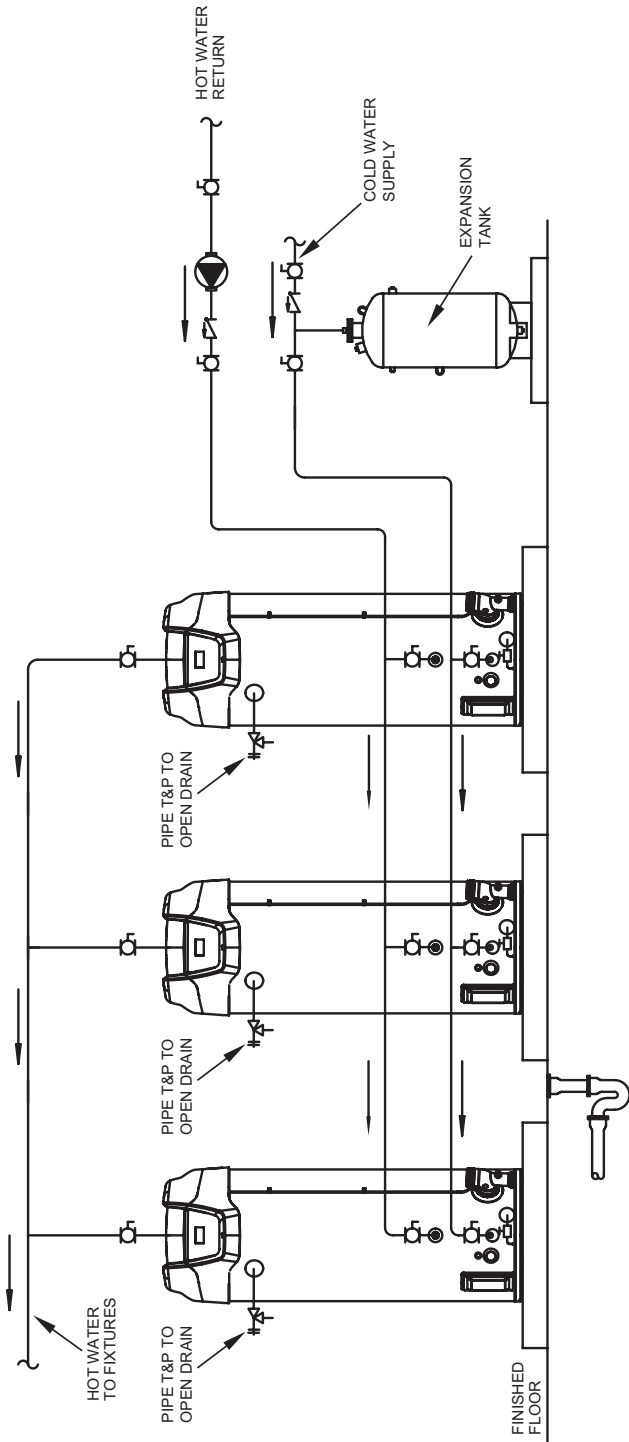 HOT WATER
TO FIXTURES
HOT WATER
RETURN
PIPE T&P TO
OPEN DRAIN
PIPE T&P TO
OPEN DRAIN
PIPE T&P TO
OPEN DRAIN
COLD WATER
SUPPLY
EXPANSION
TANK
FINISHED
FLOOR